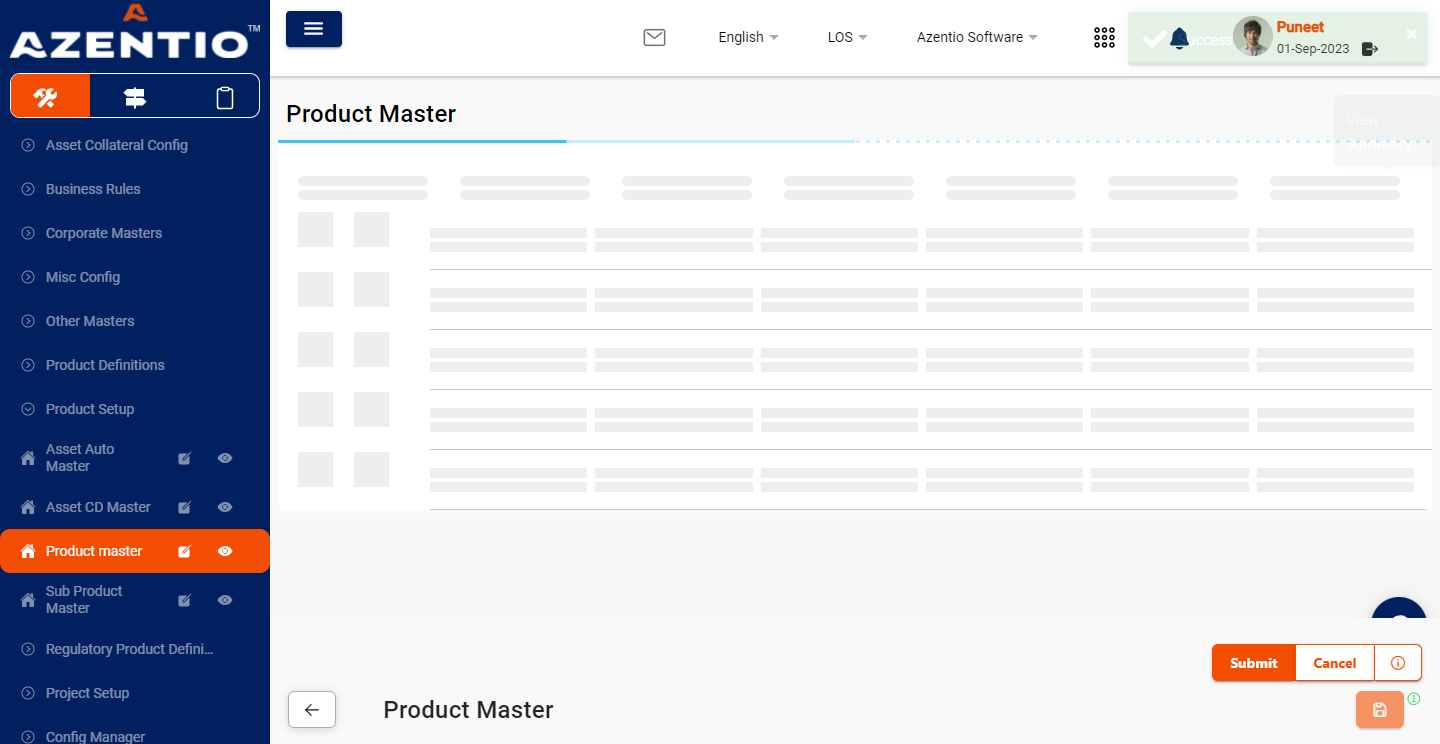 AZENTIO™
English
LOS
Azentio Software
Success
Puneet
01-Sep-2023
Product Master
View
Summary
Asset Collateral Config
Business Rules
Corporate Masters
Misc Config
Other Masters
Product Definitions
Product Setup
Asset Auto
Master
Asset CD Master
Product master
Sub Product
Master
Regulatory Product Defini...
Project Setup
Config Manager
Submit
Cancel
Product Master